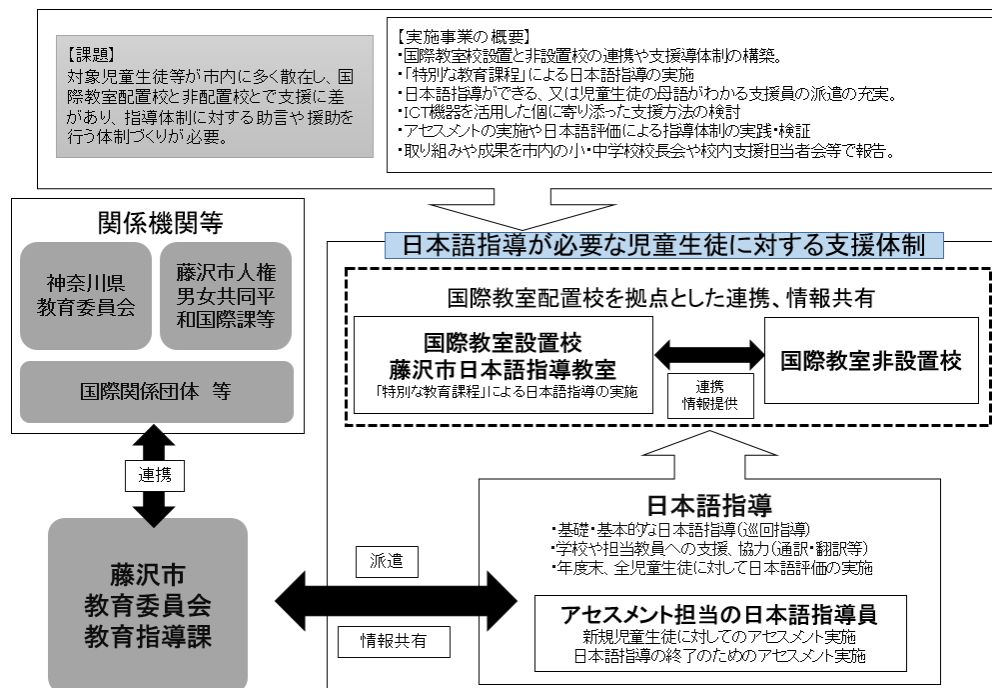 【課題】
対象児童生徒等が市内に多く散在し、国
際教室配置校と非配置校とで支援に差
があり、指導体制に対する助言や援助を
行う体制づくりが必要。
【実施事業の概要】
・国際教室校設置と非設置校の連携や支援導体制の構築。
・「特別な教育課程」による日本語指導の実施
・日本語指導ができる、又は児童生徒の母語がわかる支援員の派遣の充実。
・ICT機器を活用した個に寄り添った支援方法の検討
・アセスメントの実施や日本語評価による指導体制の実践・検証
・取り組みや成果を市内の小・中学校校長会や校内支援担当者会等で報告。
関係機関等
神奈川県
教育委員会
藤沢市人権
男女共同平
和国際課等
国際関係団体 等
連携
藤沢市
教育委員会
教育指導課
日本語指導が必要な児童生徒に対する支援体制
国際教室配置校を拠点とした連携、情報共有
国際教室設置校
藤沢市日本語指導教室
「特別な教育課程」による日本語指導の実施
連携
情報提供
国際教室非設置校
派遣
情報共有
日本語指導
・基礎・基本的な日本語指導(巡回指導)
・学校や担当教員への支援、協力(通訳・翻訳等)
・年度末、全児童生徒に対して日本語評価の実施
アセスメント担当の日本語指導員
新規児童生徒に対してのアセスメント実施
日本語指導の終了のためのアセスメント実施